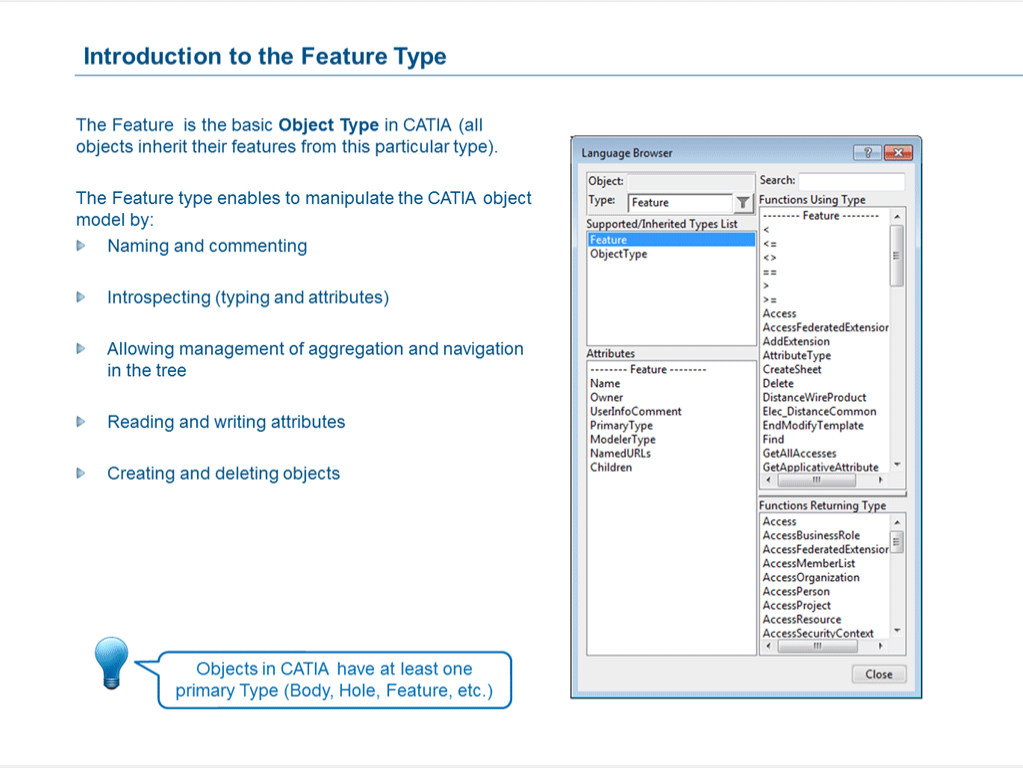 Introduction to the Feature Type
The Feature  is the basic Object Type in CATIA (all
objects inherit their features from this particular type).
The Feature type enables to manipulate the CATIA object
model by:
Naming and commenting
Introspecting (typing and attributes)
Allowing management of aggregation and navigation
in the tree
Reading and writing attributes
Creating and deleting objects
Objects in CATIA have at least one
primary Type (Body, Hole, Feature, etc.)
Language Browser
Object:
Type: Feature
Supported/Inherited Types List
Feature
ObjectType
Attributes
-------- Feature --------
Name
Owner
UserInfoComment
PrimaryType
ModelerType
NamedURLs
Children
Search:
Functions Using Type
-------- Feature --------
<
<=
<>
==
>
>=
Access
AccessFederatedExtension
AddExtension
AttributeType
CreateSheet
Delete
DistanceWireProduct
Elec_DistanceCommon
EndModifyTemplate
Find
GetAllAccesses
GetApplicativeAttribute
Functions Returning Type
Access
AccessBusinessRole
AccessFederatedExtension
AccessMemberList
AccessOrganization
AccessPerson
AccessProject
AccessResource
AccessSecurityContext
Close